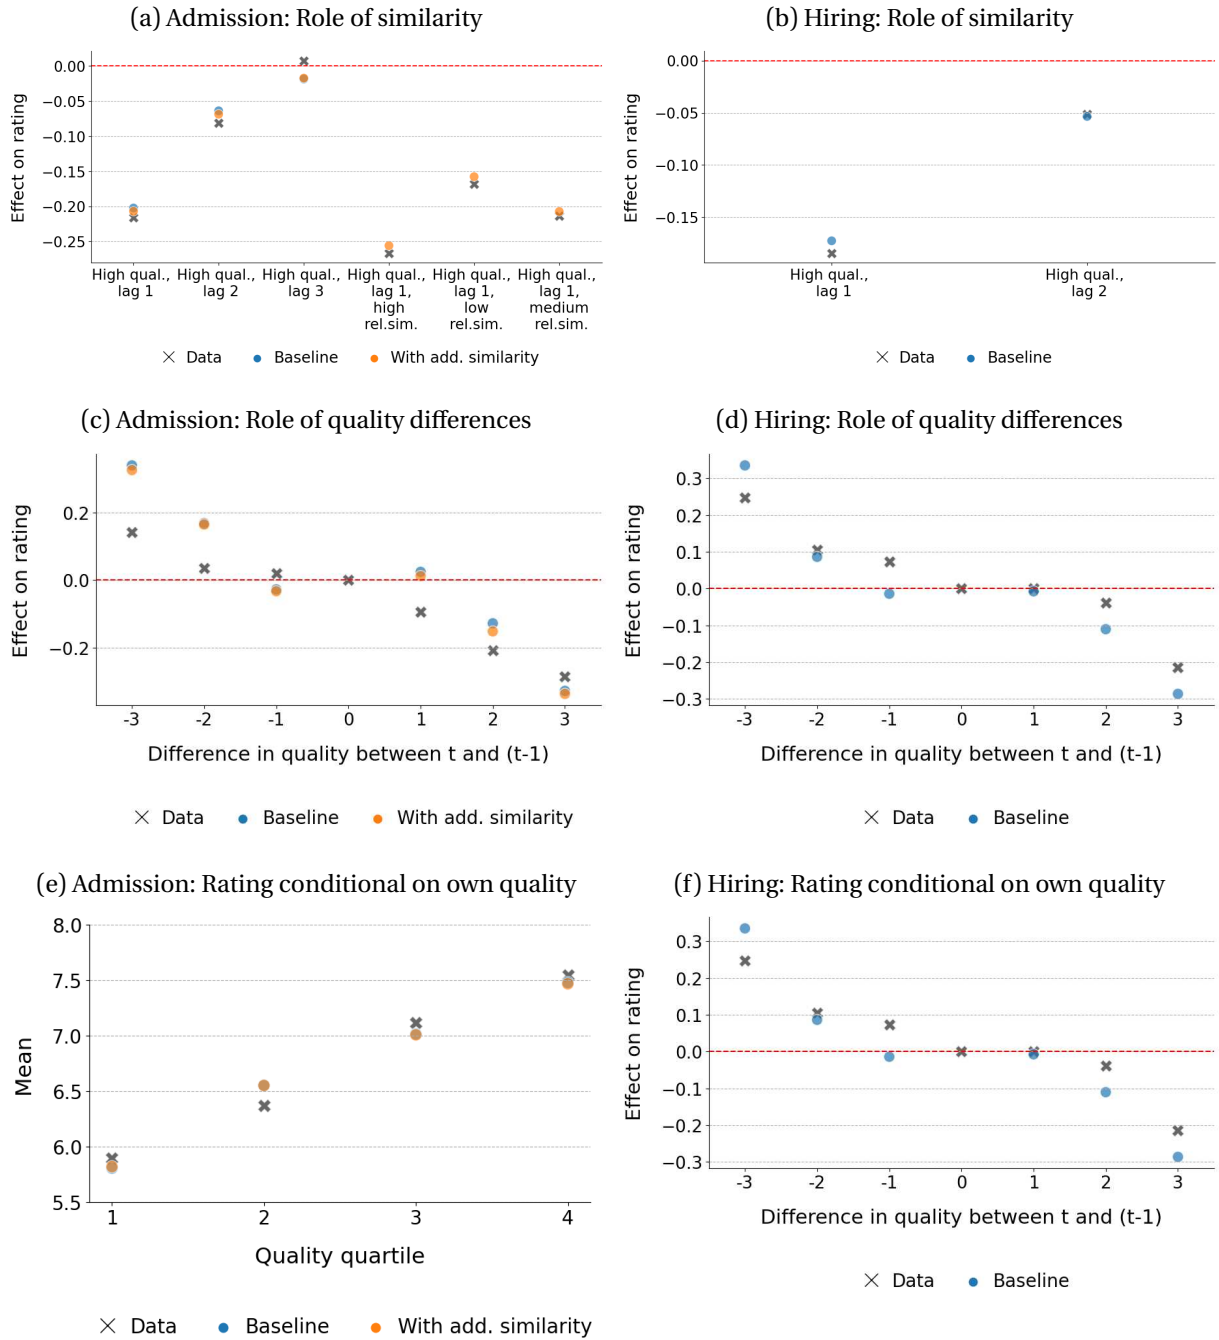 (a) Admission: Role of similarity
Effect on rating
0.00
−0.05
−0.10
−0.15
−0.20
−0.25
High qual., lag 1
High qual., lag 2
High qual., lag 3
High qual., lag 1, high rel.sim.
High qual., lag 1, low rel.sim.
High qual., lag 1, medium rel.sim.
Data Baseline With add. similarity
(b) Hiring: Role of similarity
Effect on rating
0.00
−0.05
−0.10
−0.15
High qual., lag 1
High qual., lag 2
Data Baseline
(c) Admission: Role of quality differences
Effect on rating
0.2
0.0
−0.2
-3 -2 -1 0 1 2 3
Difference in quality between t and (t-1)
Data Baseline With add. similarity
(d) Hiring: Role of quality differences
Effect on rating
0.3
0.2
0.1
0.0
−0.1
−0.2
−0.3
-3 -2 -1 0 1 2 3
Difference in quality between t and (t-1)
Data Baseline
(e) Admission: Rating conditional on own quality
Mean
8.0
7.5
7.0
6.5
6.0
5.5
1 2 3 4
Quality quartile
Data Baseline With add. similarity
(f) Hiring: Rating conditional on own quality
Effect on rating
0.3
0.2
0.1
0.0
−0.1
−0.2
−0.3
-3 -2 -1 0 1 2 3
Difference in quality between t and (t-1)
Data Baseline